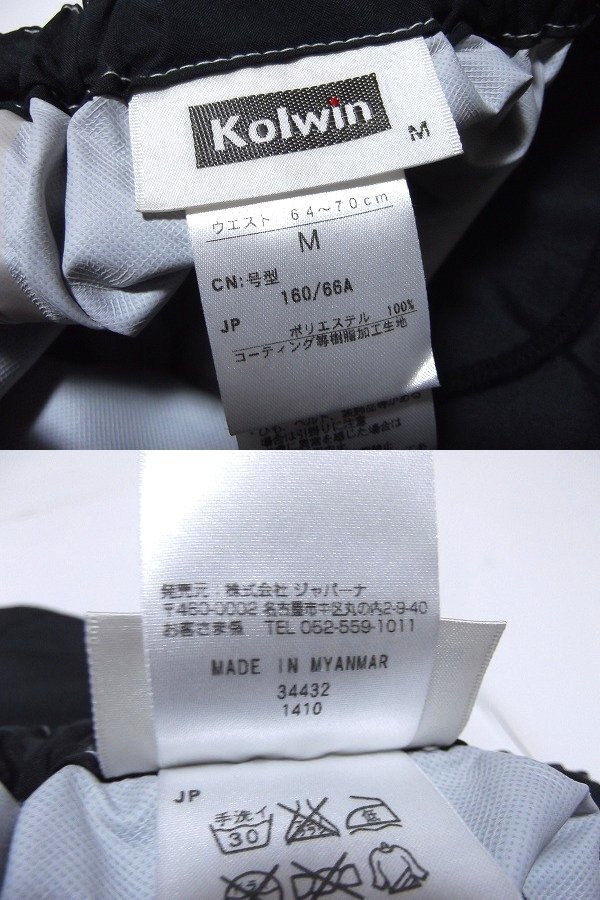 Kolwin
M
ウエスト 64～70cm
M
CN:号型
160/66A
JP
ポリエステル 100%
コーティング等樹脂加工生地
発売元：株式会社 ジャパーナ
〒460-0002 名古屋市中区丸の内2-9-40
お客さま係 TEL 052-559-1011
MADE IN MYANMAR
34432
1410
JP
手洗イ
30
低